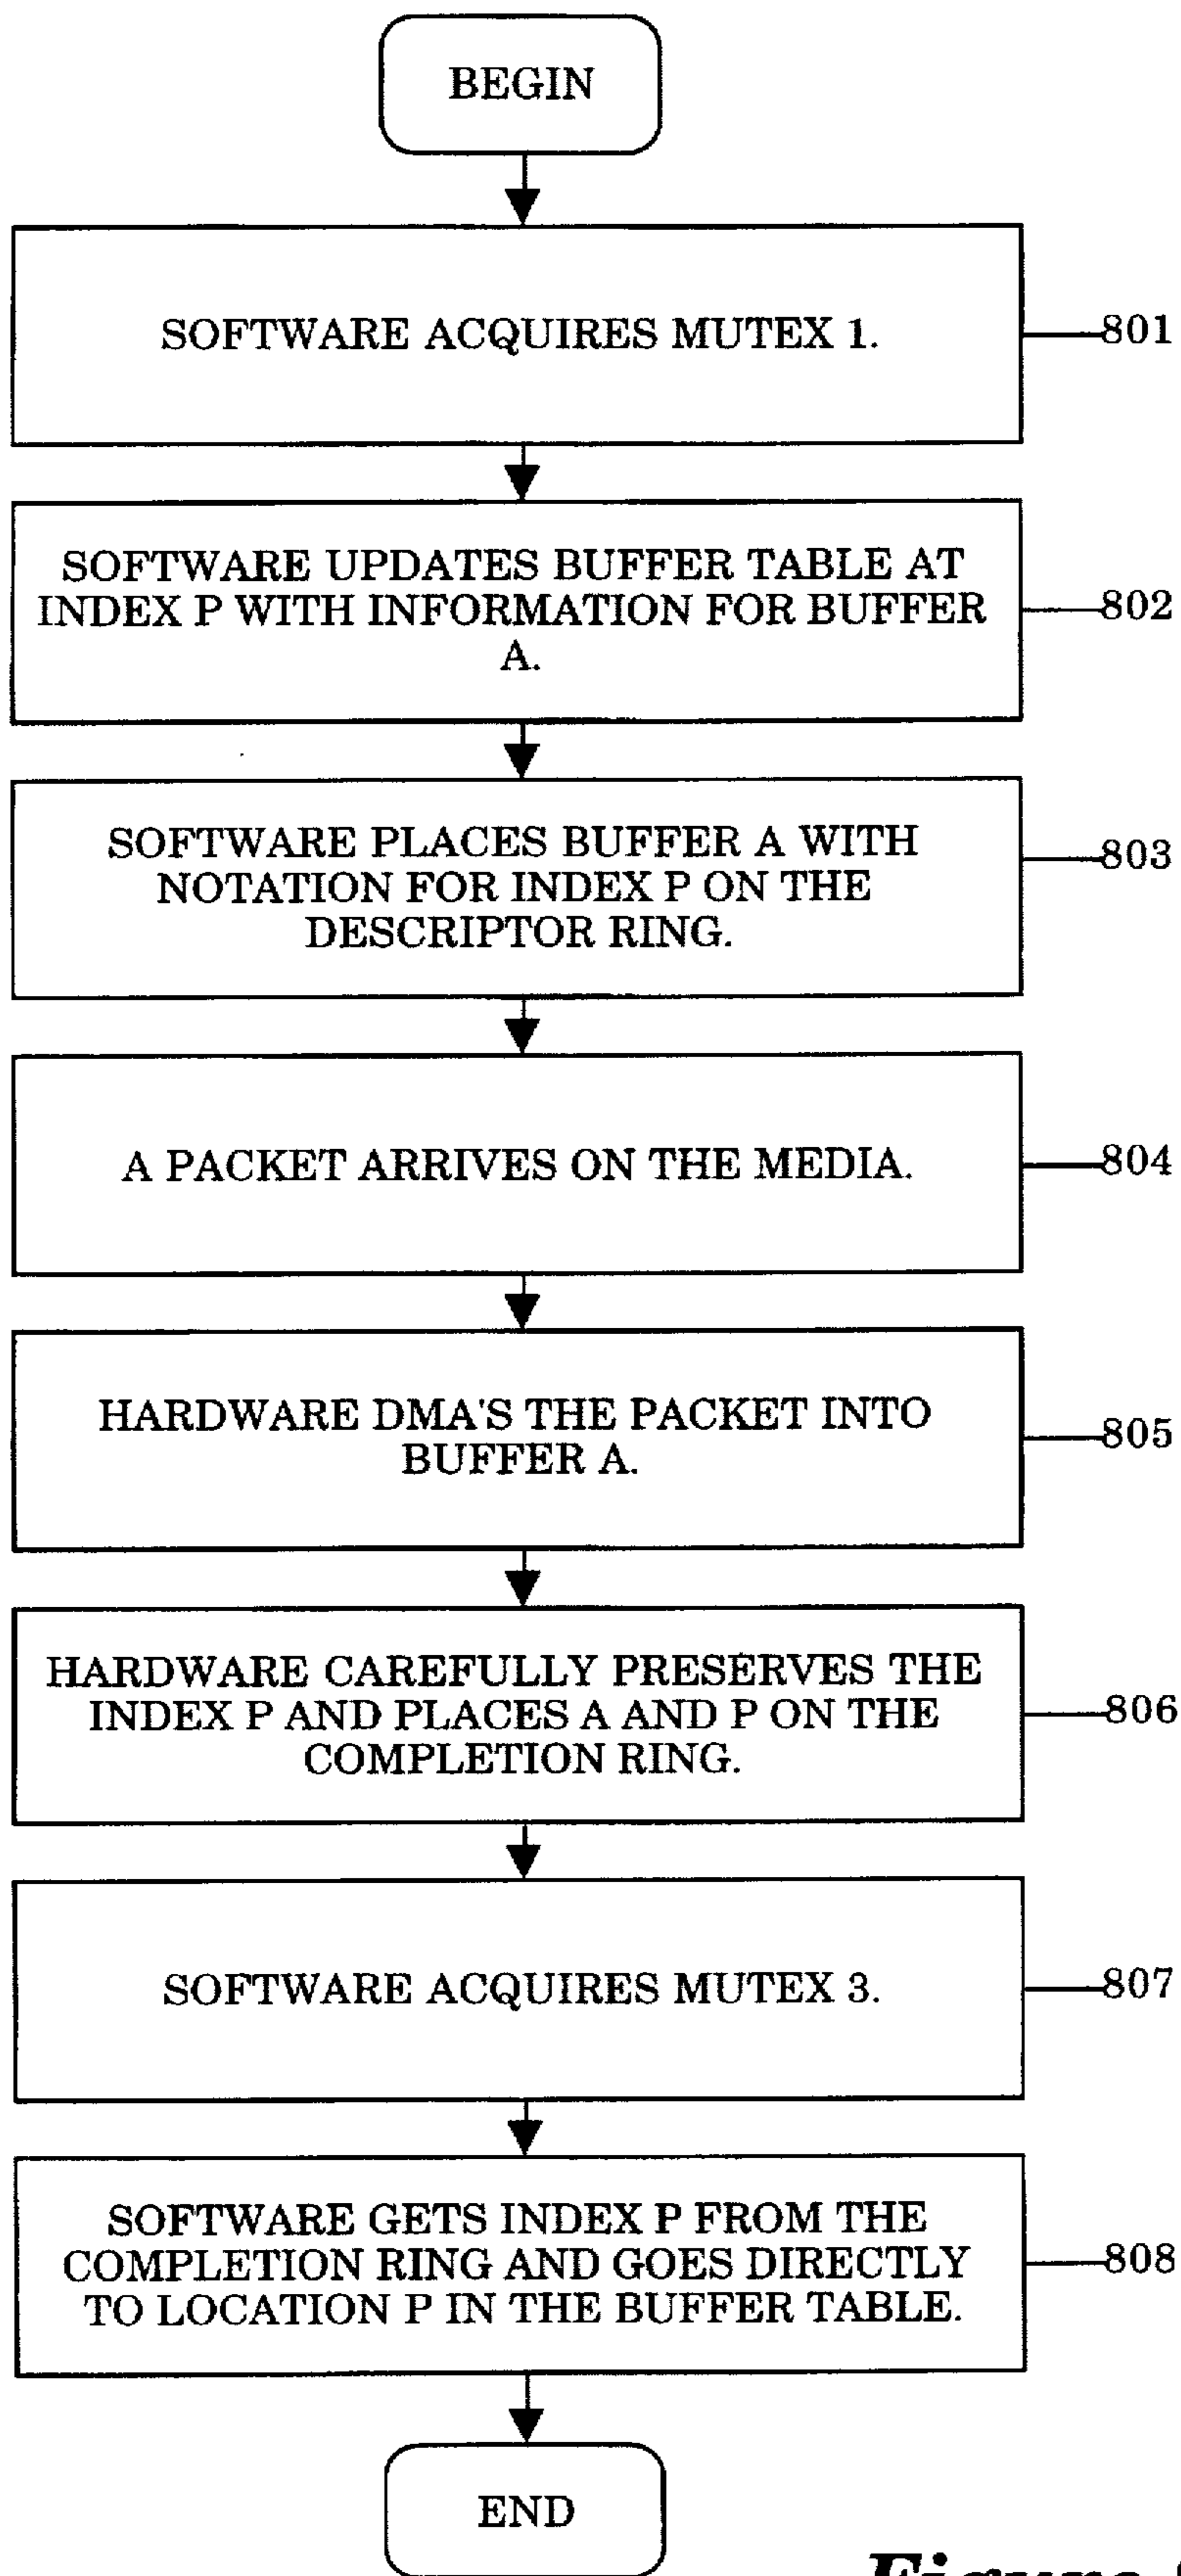 BEGIN
SOFTWARE ACQUIRES MUTEX 1.
801
SOFTWARE UPDATES BUFFER TABLE AT
INDEX P WITH INFORMATION FOR BUFFER
A.
802
SOFTWARE PLACES BUFFER A WITH
NOTATION FOR INDEX P ON THE
DESCRIPTOR RING.
803
A PACKET ARRIVES ON THE MEDIA.
804
HARDWARE DMA'S THE PACKET INTO
BUFFER A.
805
HARDWARE CAREFULLY PRESERVES THE
INDEX P AND PLACES A AND P ON THE
COMPLETION RING.
806
SOFTWARE ACQUIRES MUTEX 3.
807
SOFTWARE GETS INDEX P FROM THE
COMPLETION RING AND GOES DIRECTLY
TO LOCATION P IN THE BUFFER TABLE.
808
END